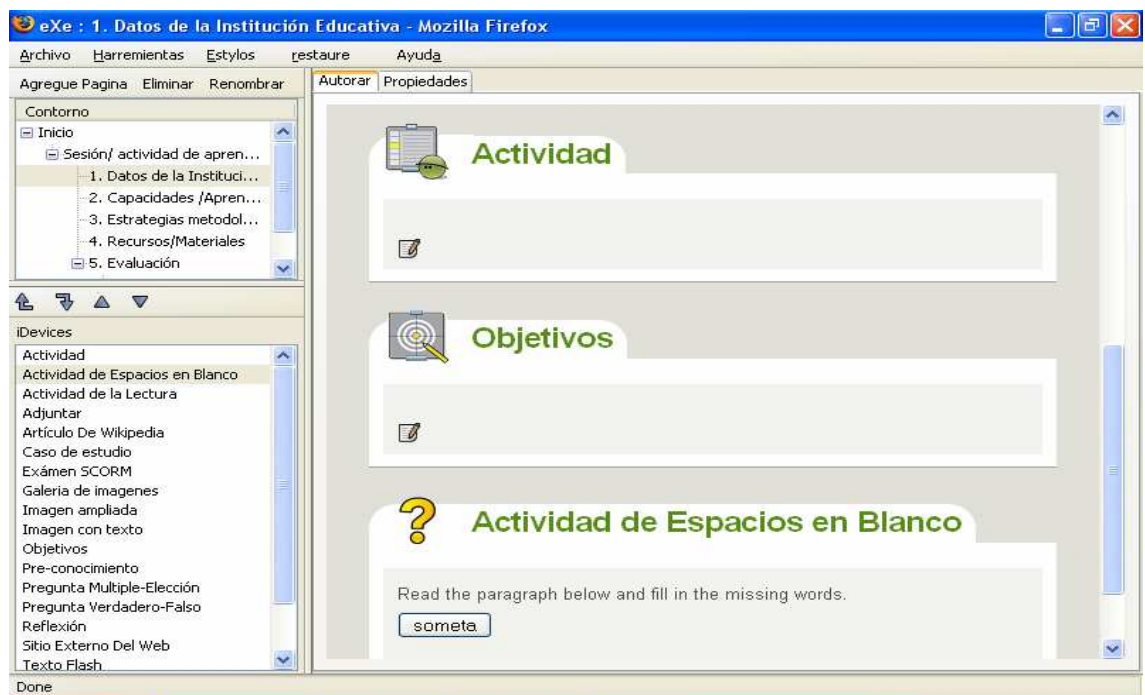 eXe : 1. Datos de la Institución Educativa - Mozilla Firefox
Archivo Harremientas Estylos restaure Ayuda
Agregue Pagina Eliminar Renombrar
Contorno
Inicio
Sesión/ actividad de apren...
1. Datos de la Instituci...
2. Capacidades /Apren...
3. Estrategias metodol...
4. Recursos/Materiales
5. Evaluación
iDevices
Actividad
Actividad de Espacios en Blanco
Actividad de la Lectura
Adjuntar
Artículo De Wikipedia
Caso de estudio
Exámen SCORM
Galeria de imagenes
Imagen ampliada
Imagen con texto
Objetivos
Pre-conocimiento
Pregunta Multiple-Elección
Pregunta Verdadero-Falso
Reflexión
Sitio Externo Del Web
Texto Flash
Autorar Propiedades
Actividad
Objetivos
Actividad de Espacios en Blanco
Read the paragraph below and fill in the missing words.
someta
Done